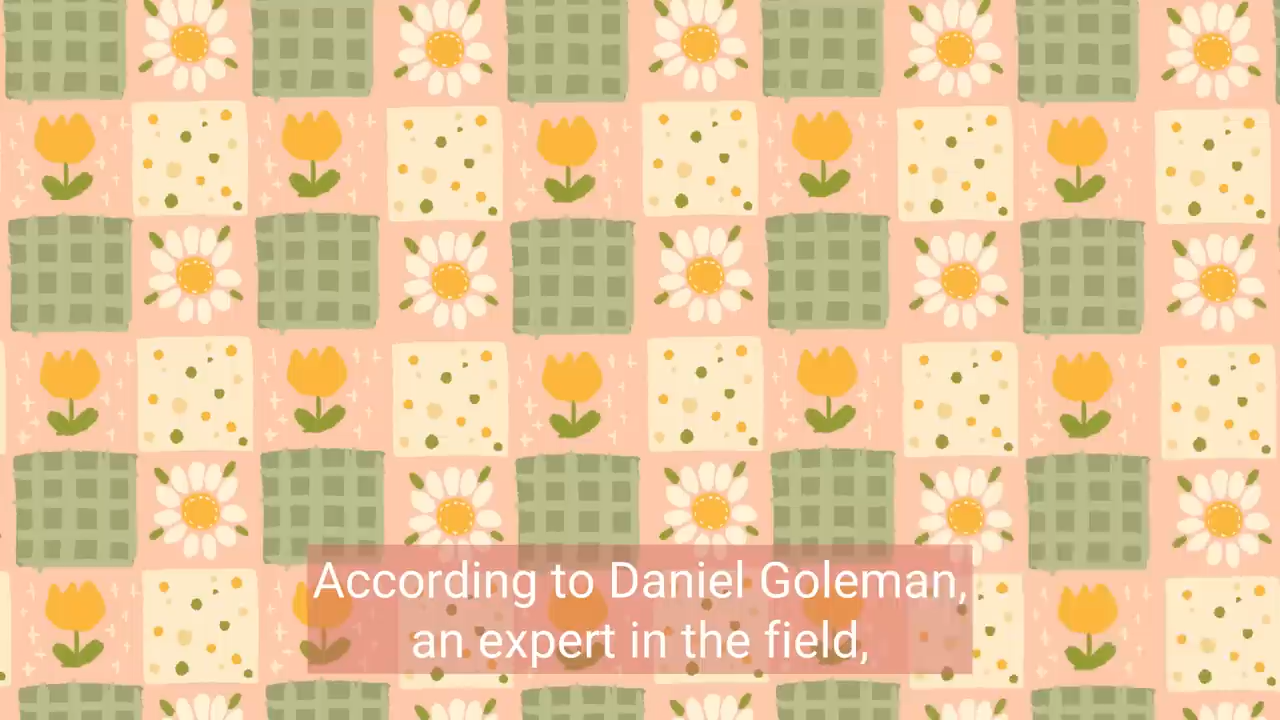 According to Daniel Goleman,
an expert in the field,